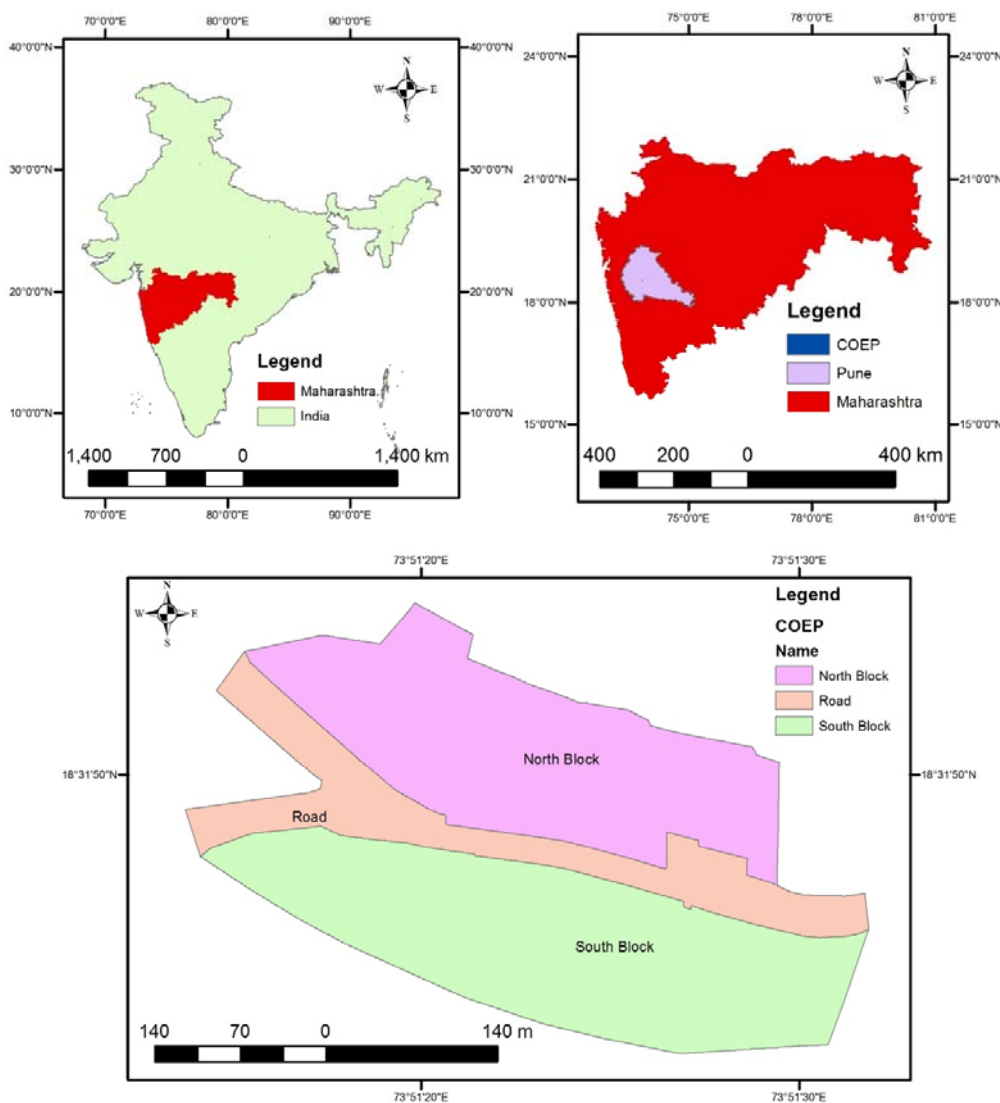 70°0'0"E 80°0'0"E 90°0'0"E
40°0'0"N 40°0'0"N
N
W E
S
30°0'0"N 30°0'0"N
20°0'0"N 20°0'0"N
Legend
Maharashtra
India
10°0'0"N 10°0'0"N
1,400 700 0 1,400 km
70°0'0"E 80°0'0"E 90°0'0"E
75°0'0"E 78°0'0"E 81°0'0"E
24°0'0"N 24°0'0"N
N
W E
S
21°0'0"N 21°0'0"N
18°0'0"N 18°0'0"N
Legend
COEP
Pune
Maharashtra
15°0'0"N 15°0'0"N
400 200 0 400 km
75°0'0"E 78°0'0"E 81°0'0"E
73°51'20"E 73°51'30"E
N
W E
S
Legend
COEP
Name
North Block
Road
South Block
North Block
18°31'50"N 18°31'50"N
Road
South Block
140 70 0 140 m
73°51'20"E 73°51'30"E